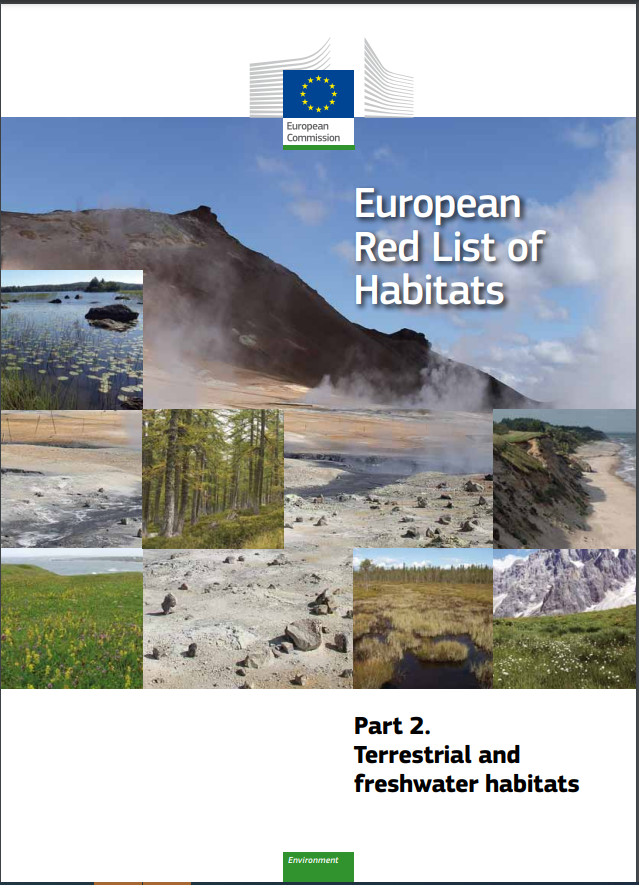 European
Commission
European
Red List of
Habitats
Part 2.
Terrestrial and
freshwater habitats
Environment